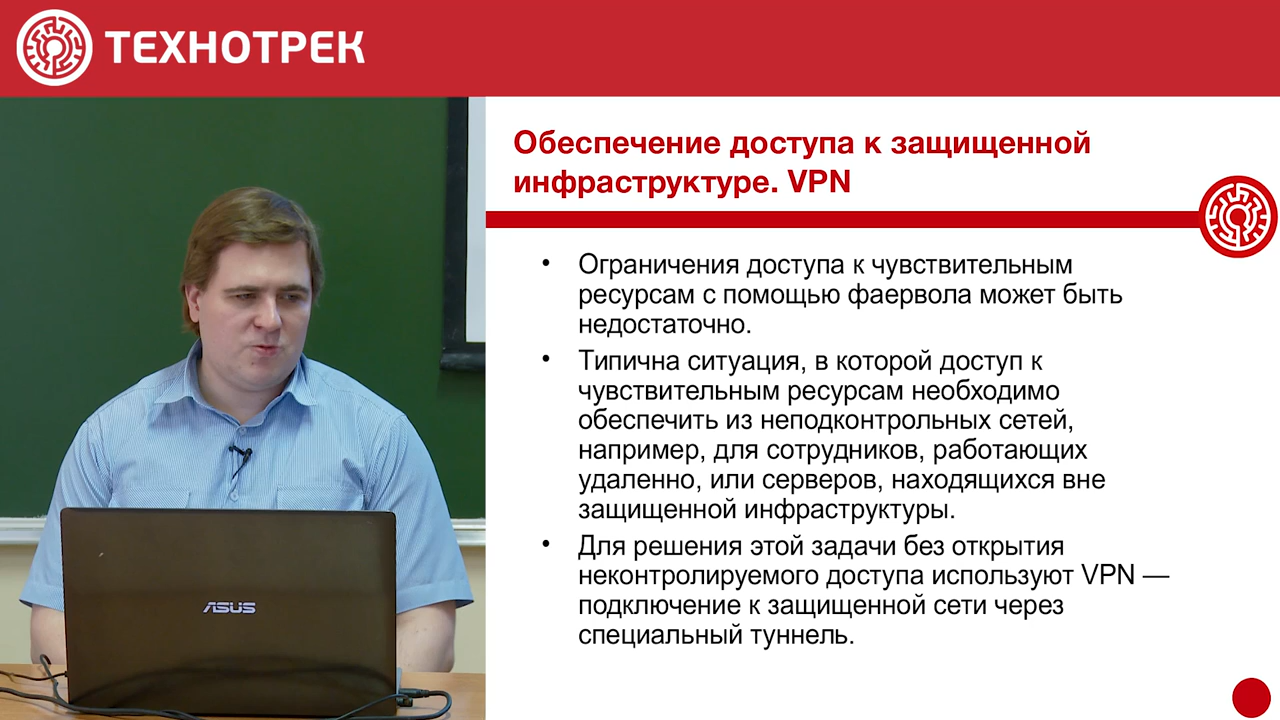 ТЕХНОТРЕК
Обеспечение доступа к защищенной
инфраструктуре. VPN
• Ограничения доступа к чувствительным
ресурсам с помощью фаервола может быть
недостаточно.
• Типична ситуация, в которой доступ к
чувствительным ресурсам необходимо
обеспечить из неподконтрольных сетей,
например, для сотрудников, работающих
удаленно, или серверов, находящихся вне
защищенной инфраструктуры.
• Для решения этой задачи без открытия
неконтролируемого доступа используют VPN —
подключение к защищенной сети через
специальный туннель.
ASUS